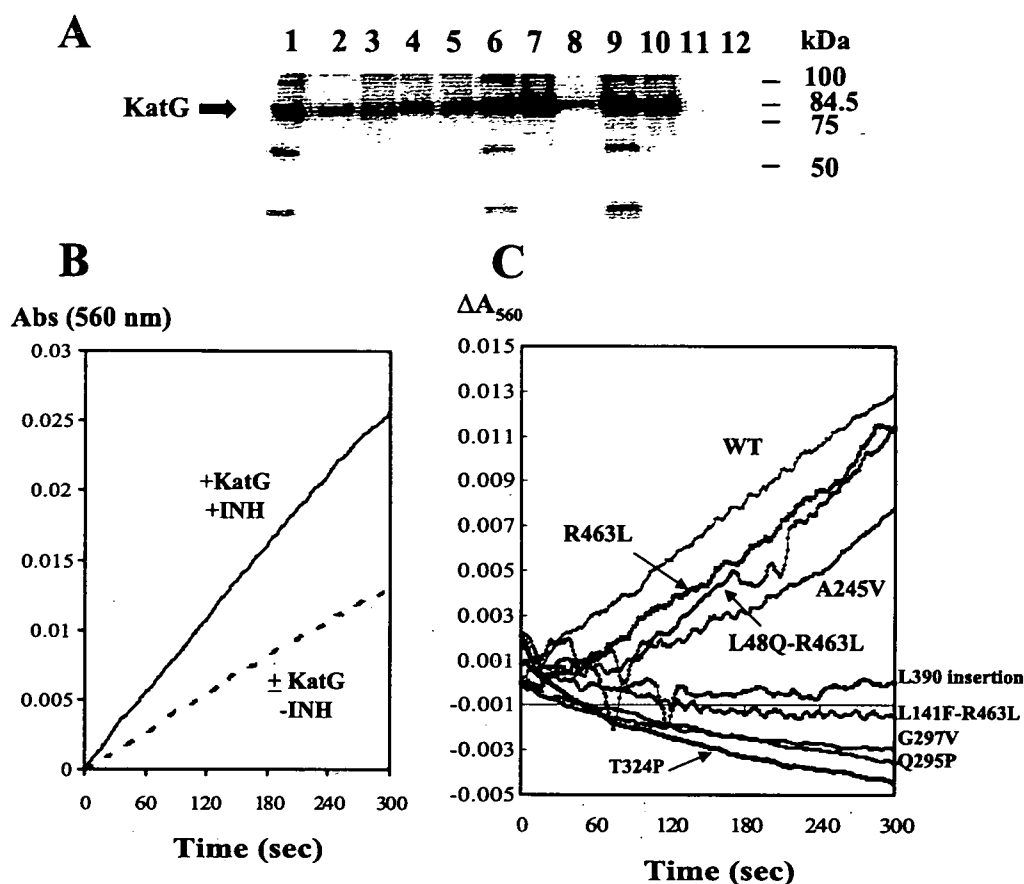 A
1 2 3 4 5 6 7 8 9 10 11 12 kDa
KatG
100
84.5
75
50
B
Abs (560 nm)
0.03
0.025
0.02
0.015
0.01
0.005
0
+KatG
+INH
± KatG
-INH
0 60 120 180 240 300
Time (sec)
C
ΔA560
0.015
0.013
0.011
0.009
0.007
0.005
0.003
0.001
-0.001
-0.003
-0.005
WT
R463L
A245V
L48Q-R463L
L390 insertion
L141F-R463L
G297V
Q295P
T324P
0 60 120 180 240 300
Time (sec)